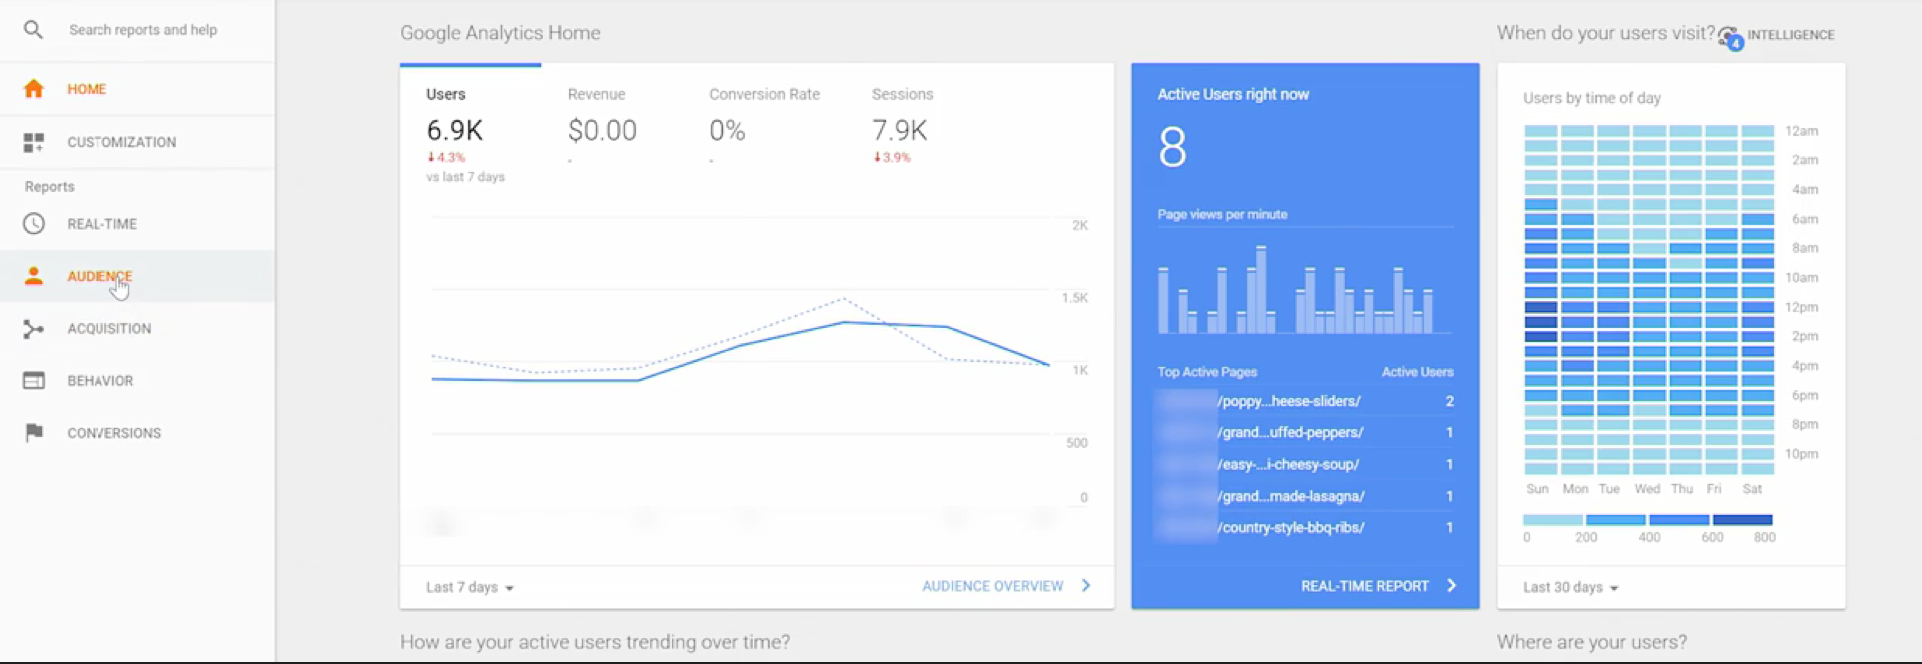 Search reports and help
HOME
CUSTOMIZATION
Reports
REAL-TIME
AUDIENCE
ACQUISITION
BEHAVIOR
CONVERSIONS
Google Analytics Home
Users
6.9K
4.3%
vs last 7 days
Revenue
$0.00
-
Conversion Rate
0%
-
Sessions
7.9K
3.9%
2K
1.5K
1K
500
0
Last 7 days
AUDIENCE OVERVIEW
Active Users right now
8
Page views per minute
Top Active Pages Active Users
/poppy...heese-sliders/ 2
/grand...uffed-peppers/ 1
/easy-...i-cheesy-soup/ 1
/grand...made-lasagna/ 1
/country-style-bbq-ribs/ 1
REAL-TIME REPORT
When do your users visit?
4
INTELLIGENCE
Users by time of day
12am
2am
4am
6am
8am
10am
12pm
2pm
4pm
6pm
8pm
10pm
Sun Mon Tue Wed Thu Fri Sat
0 200 400 600 800
Last 30 days
How are your active users trending over time?
Where are your users?